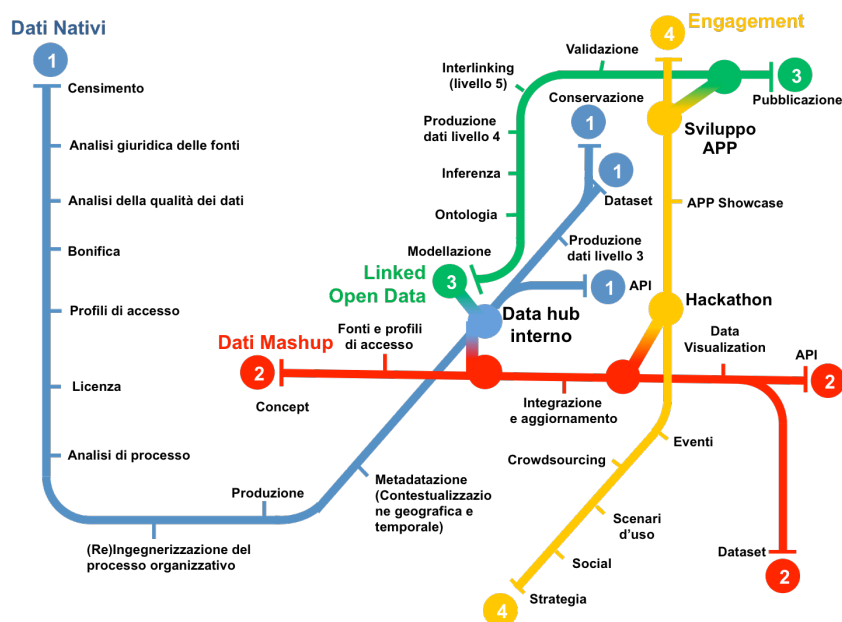 Dati Nativi
1
Censimento
Analisi giuridica delle fonti
Analisi della qualità dei dati
Bonifica
Profili di accesso
Licenza
Analisi di processo
(Re)Ingegnerizzazione del
processo organizzativo
Produzione
Metadatazione
(Contestualizzazio
ne geografica e
temporale)
Data hub
interno
API
1
Produzione
dati livello 3
Dataset
1
Conservazione
1
Dati Mashup
2
Concept
Fonti e profili
di accesso
Integrazione
e aggiornamento
Data
Visualization
API
2
Dataset
2
Linked
Open Data
3
Modellazione
Ontologia
Inferenza
Produzione
dati livello 4
Interlinking
(livello 5)
Validazione
3
Pubblicazione
Engagement
4
Sviluppo
APP
APP Showcase
Hackathon
Eventi
Crowdsourcing
Scenari
d'uso
Social
Strategia
4